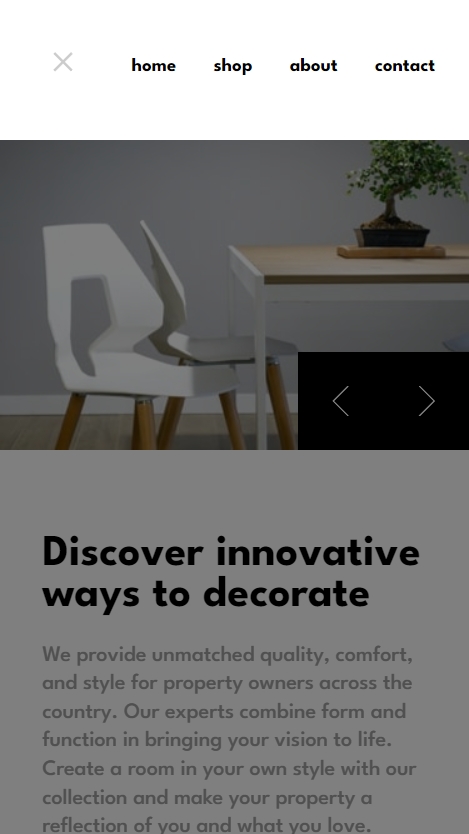 home shop about contact
Discover innovative
ways to decorate
We provide unmatched quality, comfort,
and style for property owners across the
country. Our experts combine form and
function in bringing your vision to life.
Create a room in your own style with our
collection and make your property a
reflection of you and what you love.